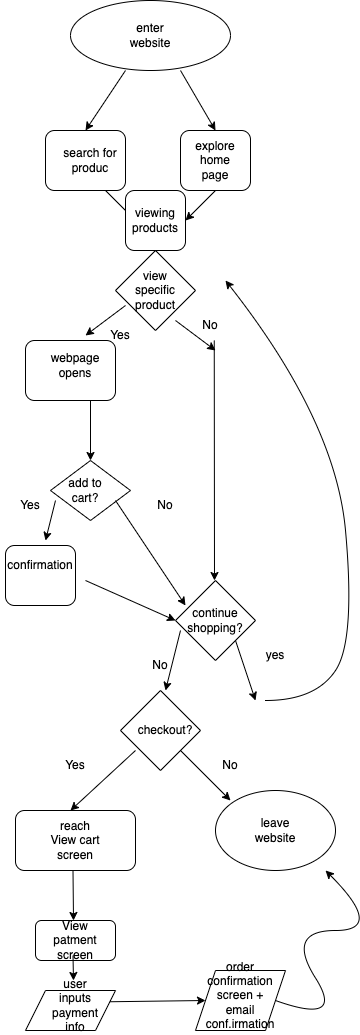 enter
website
search for
produc
explore
home
page
viewing
products
view
specific
product
Yes
No
webpage
opens
add to
cart?
Yes
No
confirmation
continue
shopping?
No
yes
checkout?
Yes
No
reach
View cart
screen
leave
website
View
patment
screen
user
inputs
payment
info
order
confirmation
screen +
email
conf.irmation